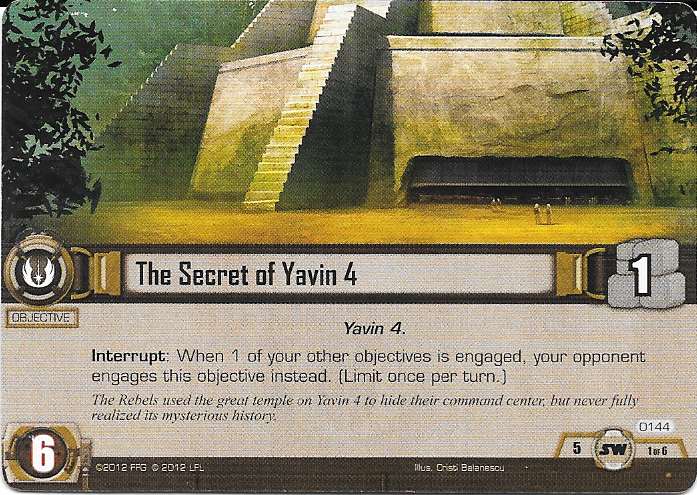 The Secret of Yavin 4
1
OBJECTIVE
Yavin 4.
Interrupt: When 1 of your other objectives is engaged, your opponent
engages this objective instead. (Limit once per turn.)
The Rebels used the great temple on Yavin 4 to hide their command center, but never fully
realized its mysterious history.
0144
6
5
SW
1 OF 6
©2012 FFG © 2012 LFL
Illus. Cristi Balanescu